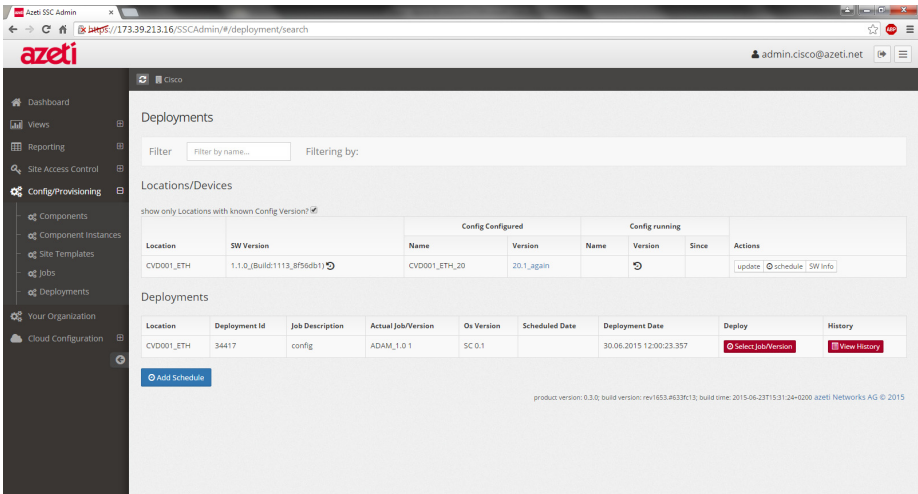 Azeti SSC Admin
https://173.39.213.16/SSCAdmin/#/deployment/search
ABP
azeti
admin.cisco@azeti.net
Cisco
Dashboard
Views
Reporting
Site Access Control
Config/Provisioning
Components
Component Instances
Site Templates
Jobs
Deployments
Your Organization
Cloud Configuration
Deployments
Filter Filter by name... Filtering by:
Locations/Devices
show only Locations with known Config Version?
Config Configured Config running
Location SW Version Name Version Name Version Since Actions
CVD001_ETH 1.1.0_(Build:1113_8f56db1) CVD001_ETH_20 20.1_again update schedule SW Info
Deployments
Location Deployment Id Job Description Actual Job/Version Os Version Scheduled Date Deployment Date Deploy History
CVD001_ETH 34417 config ADAM_1.0 1 SC 0.1 30.06.2015 12:00:23.357 Select Job/Version View History
Add Schedule
product version: 0.3.0; build version: rev1653.#633fc13; build time: 2015-06-23T15:31:24+0200 azeti Networks AG © 2015